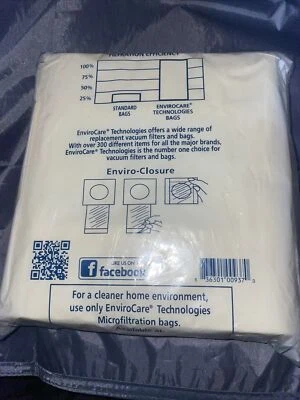 FILTRATION EFFICIENCY
100%
75%
50%
25%
STANDARD
BAGS
ENVIROCARE®
TECHNOLOGIES
BAGS
EnviroCare® Technologies offers a wide range of
replacement vacuum filters and bags.
With over 300 different items for all the major brands,
EnviroCare® Technologies is the number one choice for
vacuum filters and bags.
Enviro-Closure
LIKE US ON
facebook
36301 00937
For a cleaner home environment,
use only EnviroCare® Technologies
Microfiltration bags.